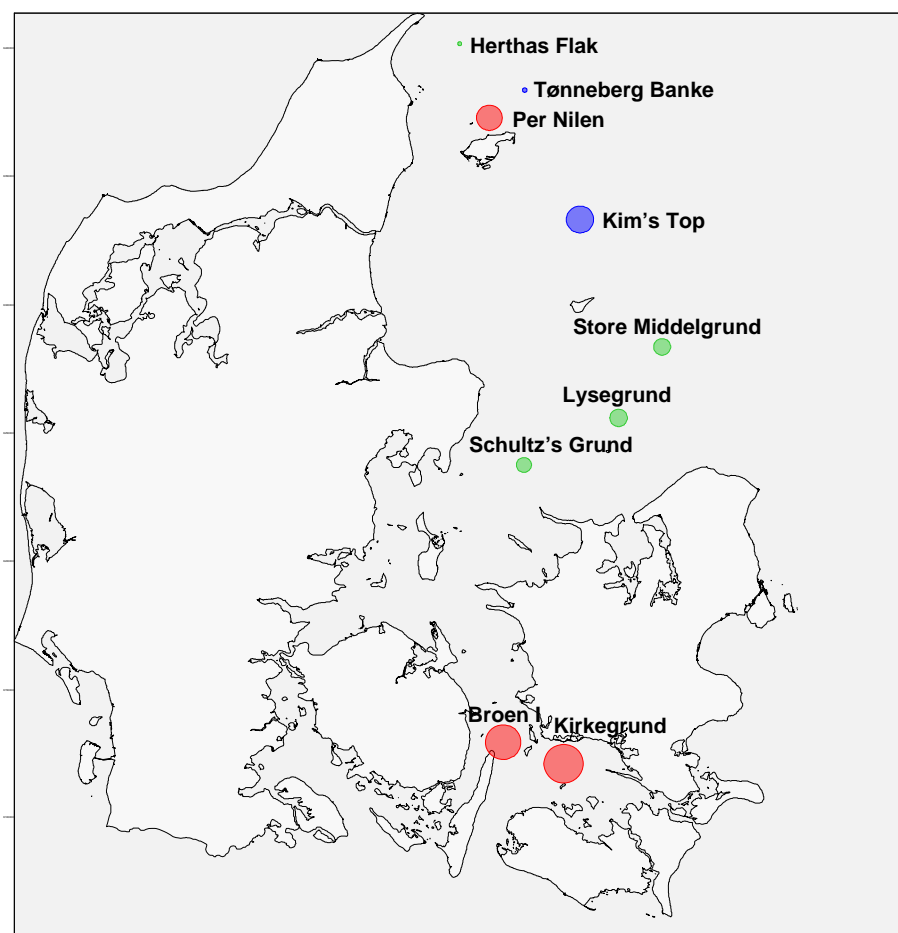 Herthas Flak
Tønneberg Banke
Per Nilen
Kim's Top
Store Middelgrund
Lysegrund
Schultz's Grund
Broen I
Kirkegrund